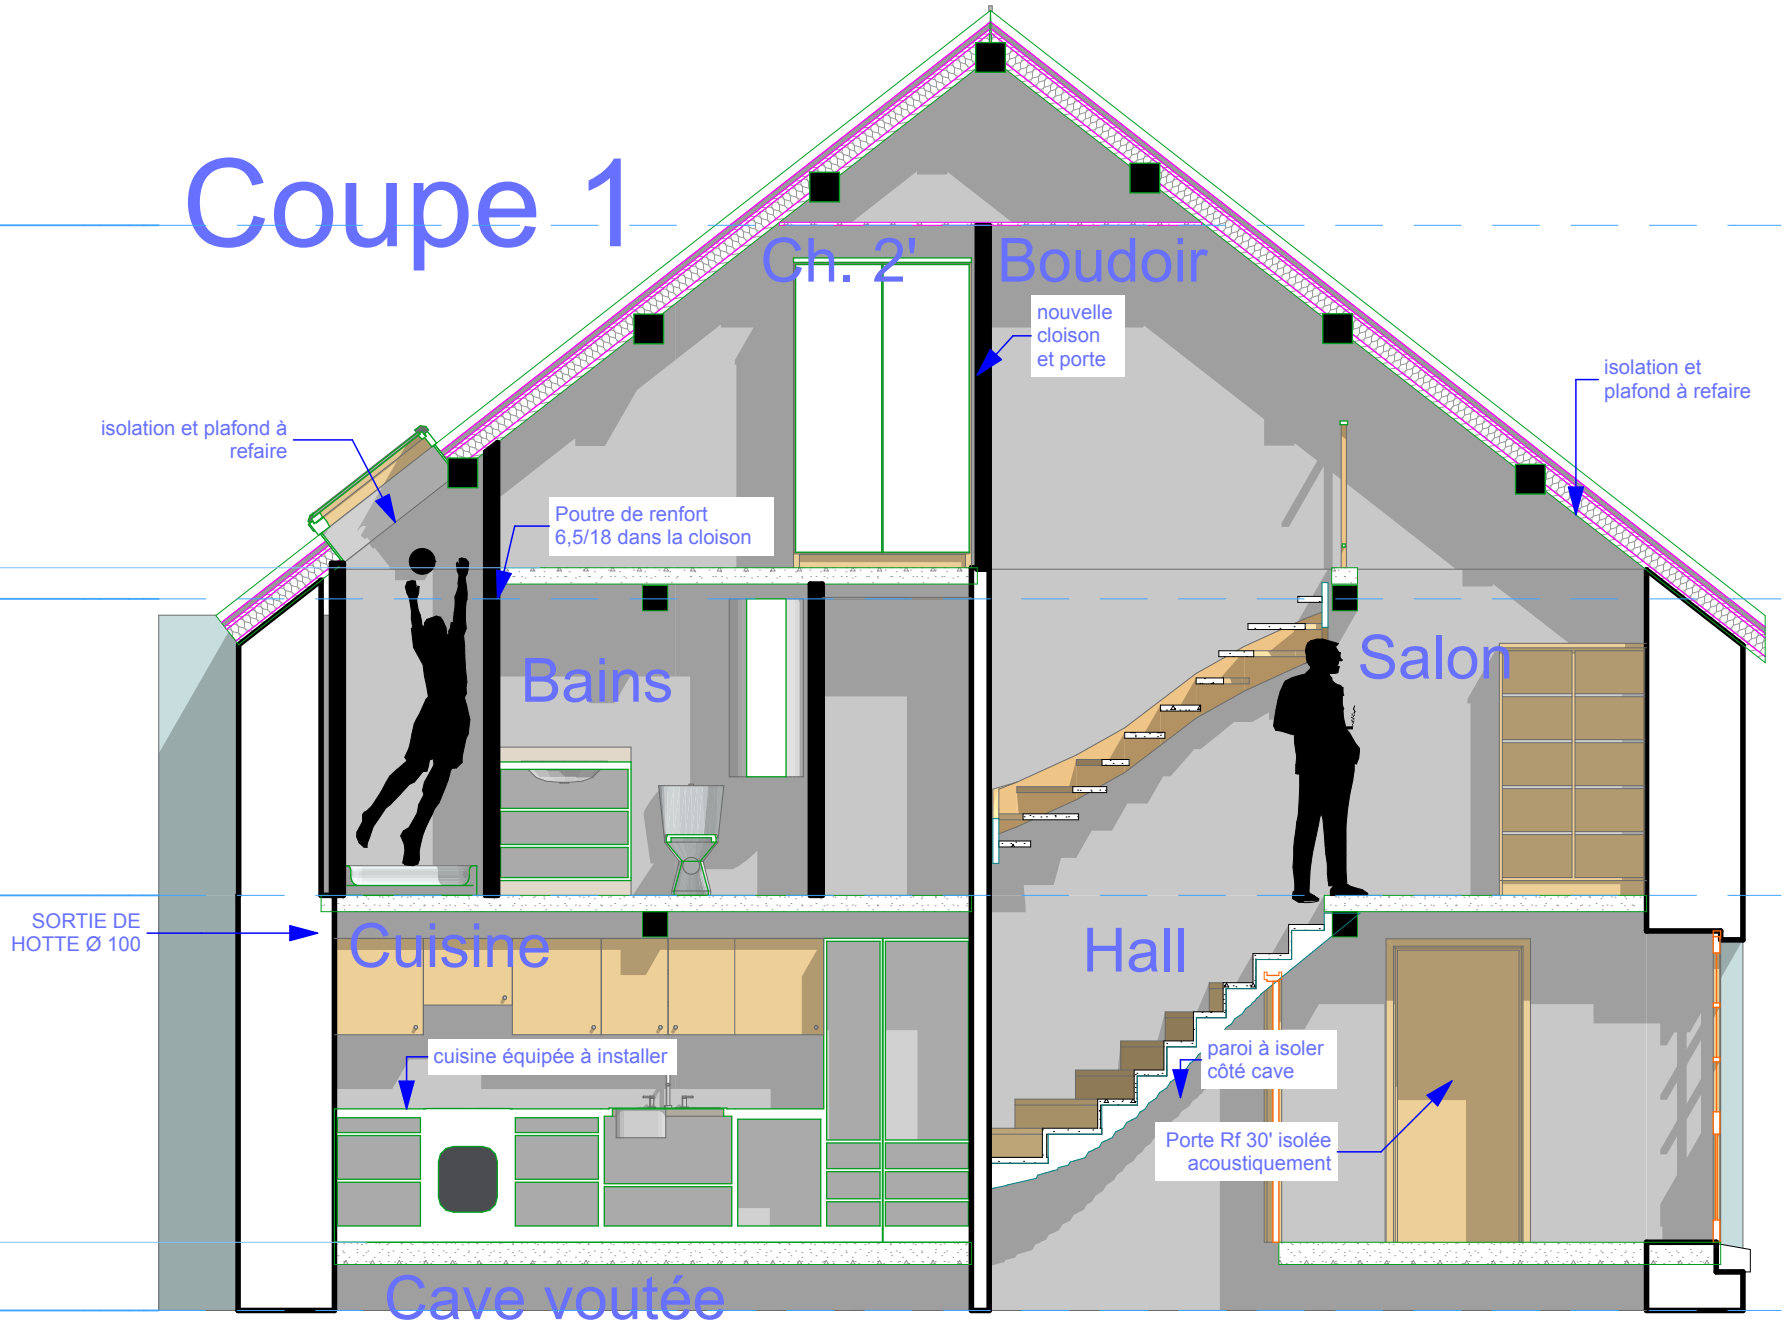 Coupe 1
Ch. 2'
Boudoir
nouvelle
cloison
et porte
isolation et
plafond à refaire
isolation et plafond à
refaire
Poutre de renfort
6,5/18 dans la cloison
Bains
Salon
SORTIE DE
HOTTE Ø 100
Cuisine
Hall
cuisine équipée à installer
paroi à isoler
côté cave
Porte Rf 30' isolée
acoustiquement
Cave voutée